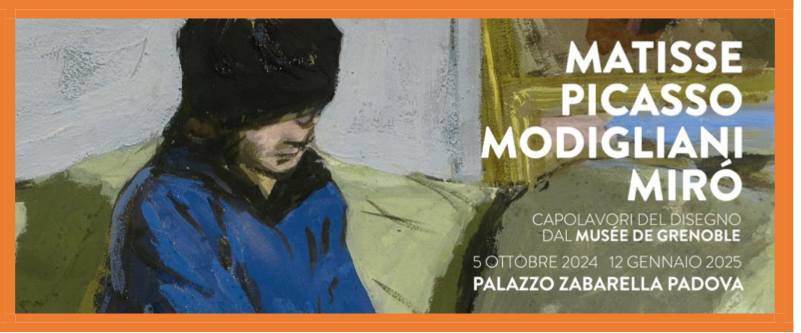 MATISSE
PICASSO
MODIGLIANI
MIRÓ
CAPOLAVORI DEL DISEGNO
DAL MUSÉE DE GRENOBLE
5 OTTOBRE 2024 12 GENNAIO 2025
PALAZZO ZABARELLA PADOVA